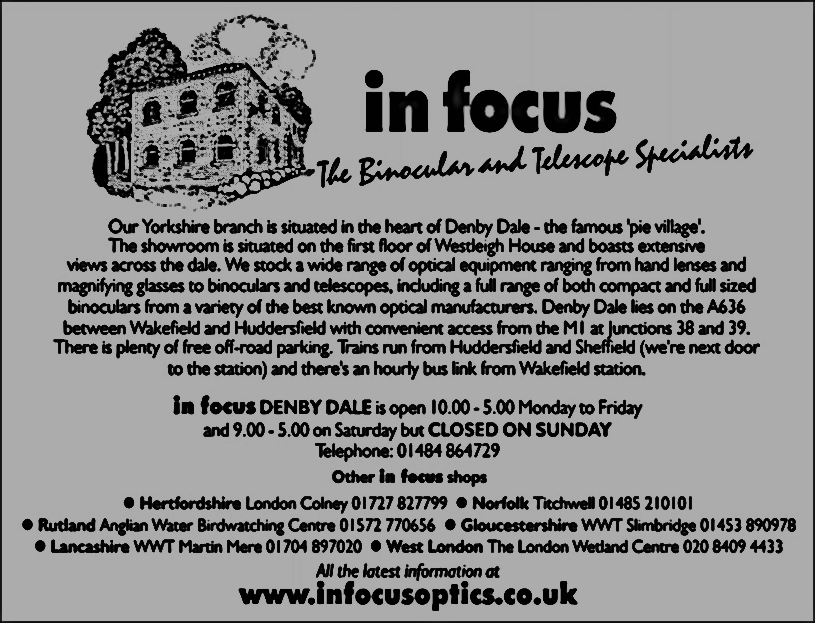 in focus
The Binocular and Telescope Specialists
Our Yorkshire branch is situated in the heart of Denby Dale - the famous 'pie village'.
The showroom is situated on the first floor of Westleigh House and boasts extensive
views across the dale. We stock a wide range of optical equipment ranging from hand lenses and
magnifying glasses to binoculars and telescopes, including a full range of both compact and full sized
binoculars from a variety of the best known optical manufacturers. Denby Dale lies on the A636
between Wakefield and Huddersfield with convenient access from the M1 at Junctions 38 and 39.
There is plenty of free off-road parking. Trains run from Huddersfield and Sheffield (we're next door
to the station) and there's an hourly bus link from Wakefield station.
in focus DENBY DALE is open 10.00 - 5.00 Monday to Friday
and 9.00 - 5.00 on Saturday but CLOSED ON SUNDAY
Telephone: 01484 864729
Other in focus shops
● Hertfordshire London Colney 01727 827799 ● Norfolk Titchwell 01485 210101
● Rutland Anglian Water Birdwatching Centre 01572 770656 ● Gloucestershire WWT Slimbridge 01453 890978
● Lancashire WWT Martin Mere 01704 897020 ● West London The London Wetland Centre 020 8409 4433
All the latest information at
www.infocusoptics.co.uk